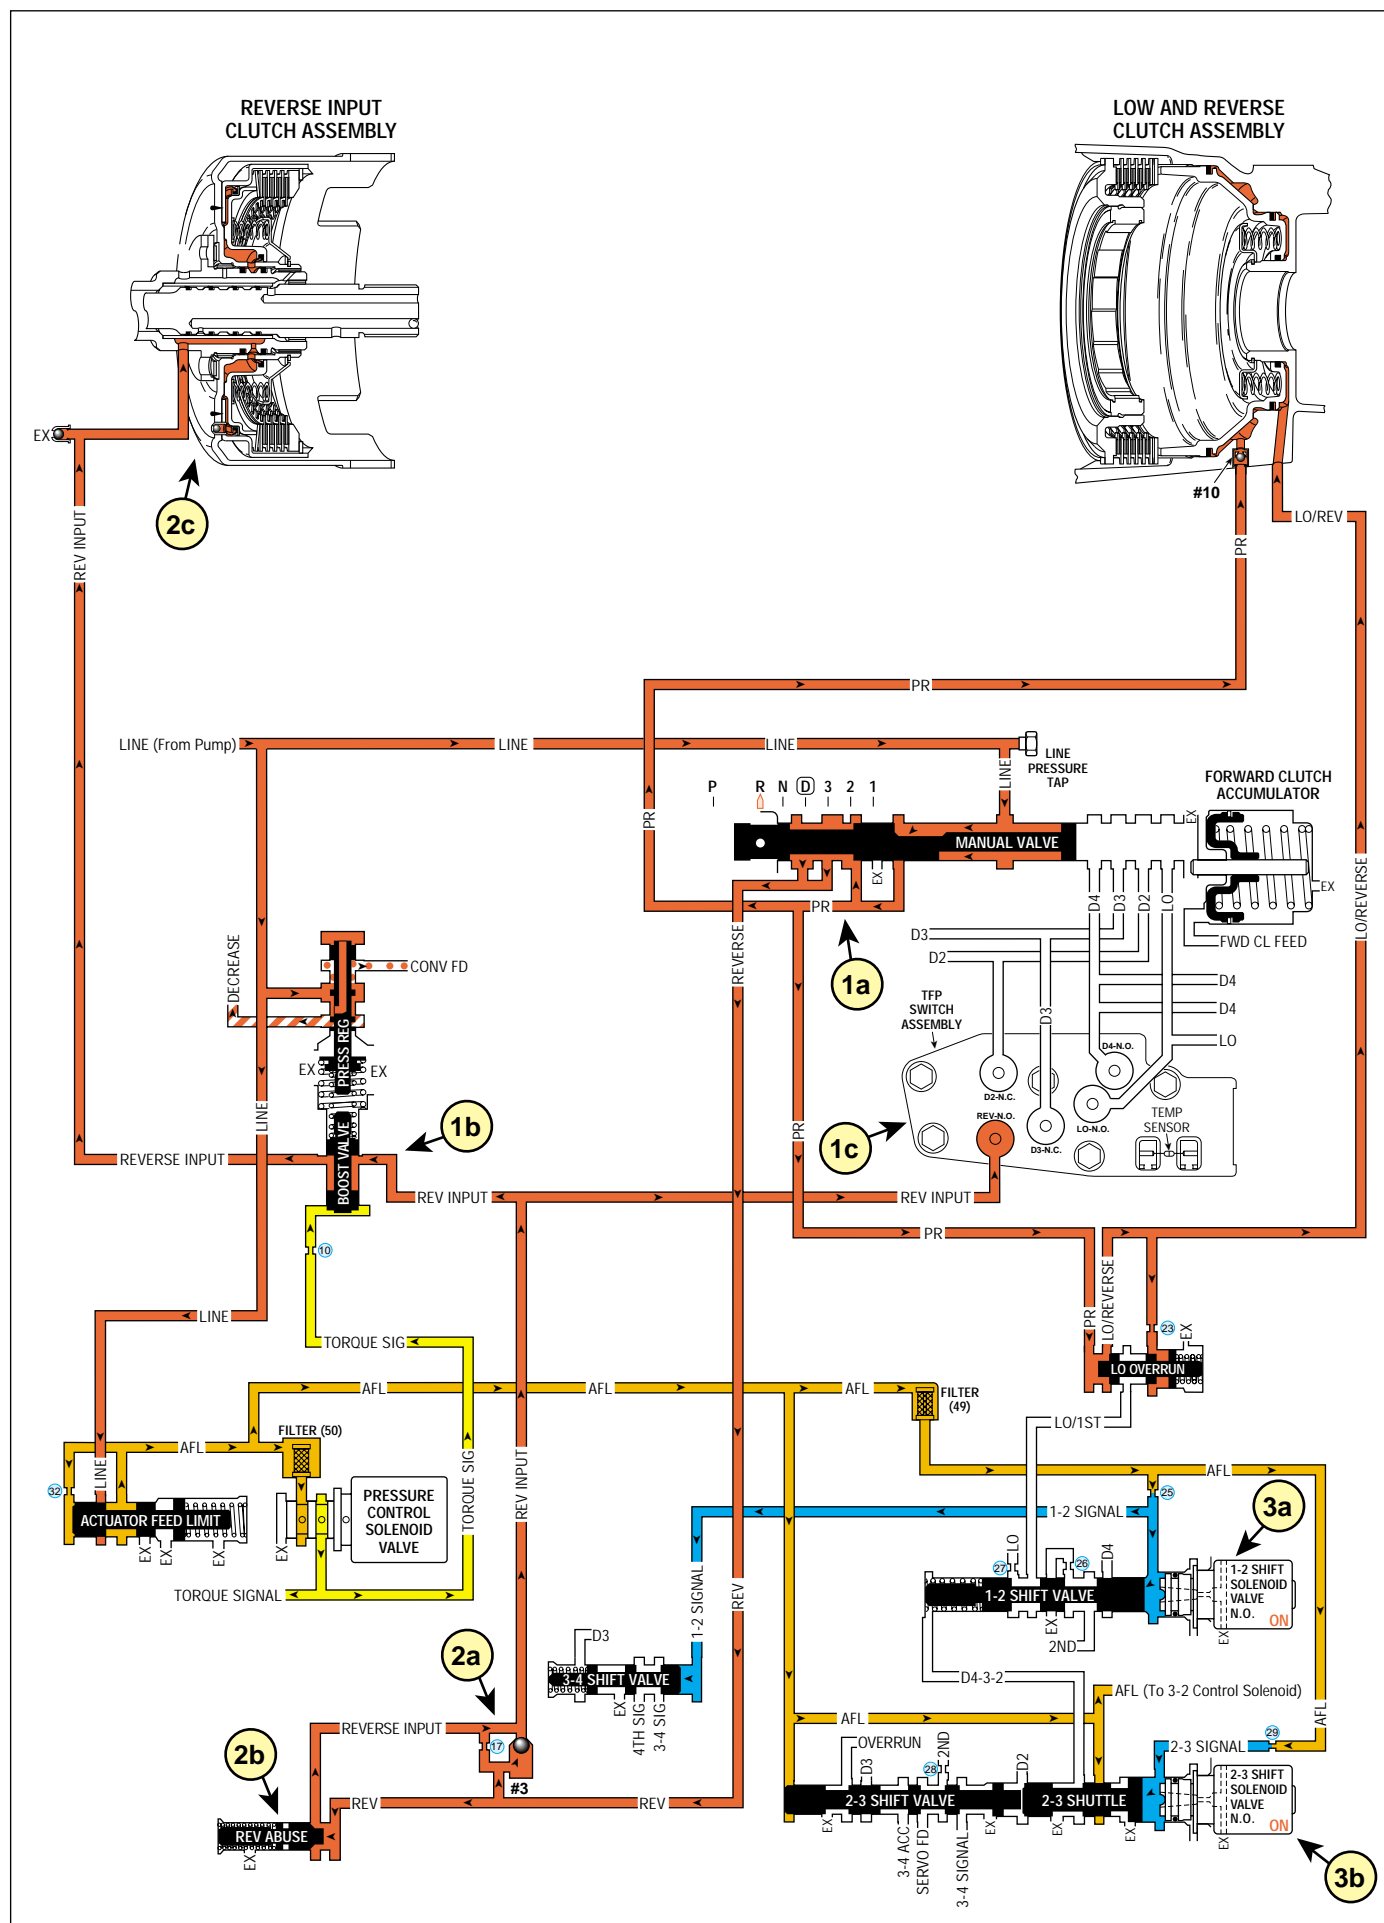 REVERSE INPUT
CLUTCH ASSEMBLY
LOW AND REVERSE
CLUTCH ASSEMBLY
EX
2c
#10
LO/REV
REV INPUT
PR
PR
LINE (From Pump)
LINE
LINE
LINE
PRESSURE
TAP
LINE
FORWARD CLUTCH
ACCUMULATOR
P R N D 3 2 1
PR
MANUAL VALVE
EX
EX
EX
PR
D4
D3
D2
LO
LO/REVERSE
FWD CL FEED
REVERSE
D3
D2
1a
DECREASE
CONV FD
D4
D4
LO
TFP
SWITCH
ASSEMBLY
D3
PRESS REG
EX
EX
D4-N.O.
D2-N.C.
LINE
1b
REV-N.O.
LO-N.O.
TEMP
SENSOR
D3-N.C.
1c
PR
BOOST VALVE
REVERSE INPUT
REV INPUT
REV INPUT
10
PR
LO/REVERSE
PR
LINE
TORQUE SIG
23
EX
LO OVERRUN
AFL
AFL
AFL
FILTER
(49)
LO/1ST
FILTER (50)
AFL
LINE
TORQUE SIG
REV INPUT
AFL
32
25
ACTUATOR FEED LIMIT
PRESSURE
CONTROL
SOLENOID
VALVE
1-2 SIGNAL
3a
EX
EX
EX
EX
LO
27
26
D4
1-2 SHIFT
SOLENOID
VALVE
N.O.
ON
TORQUE SIGNAL
1-2 SHIFT VALVE
REV
1-2 SIGNAL
EX
2ND
EX
D3
2a
3-4 SHIFT VALVE
D4-3-2
AFL (To 3-2 Control Solenoid)
EX
4TH SIG
3-4 SIG
AFL
REVERSE INPUT
AFL
AFL
17
OVERRUN
2-3 SIGNAL
29
2b
D3
28
2ND
D2
#3
2-3 SHIFT
SOLENOID
VALVE
N.O.
ON
REV
REV
2-3 SHIFT VALVE
2-3 SHUTTLE
REV ABUSE
EX
EX
EX
EX
EX
EX
3-4 ACC
SERVO FD
3-4 SIGNAL
3b